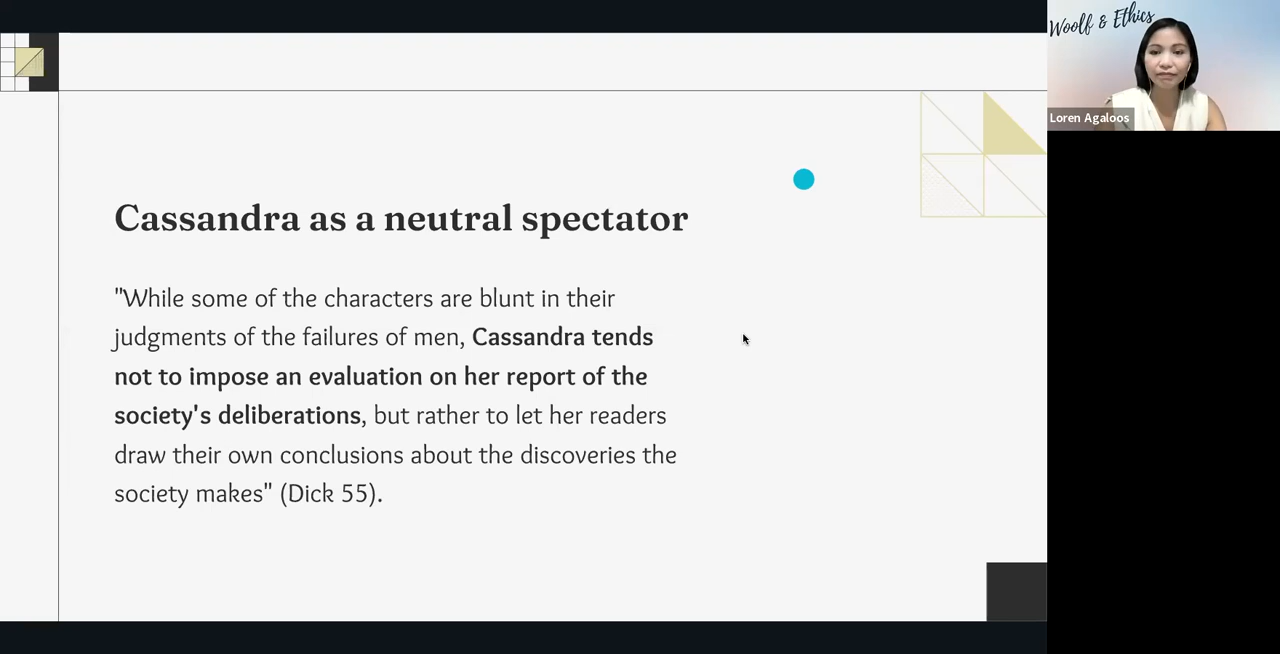 Woolf & Ethics
Loren Agaloos
Cassandra as a neutral spectator
"While some of the characters are blunt in their
judgments of the failures of men, Cassandra tends
not to impose an evaluation on her report of the
society's deliberations, but rather to let her readers
draw their own conclusions about the discoveries the
society makes" (Dick 55).